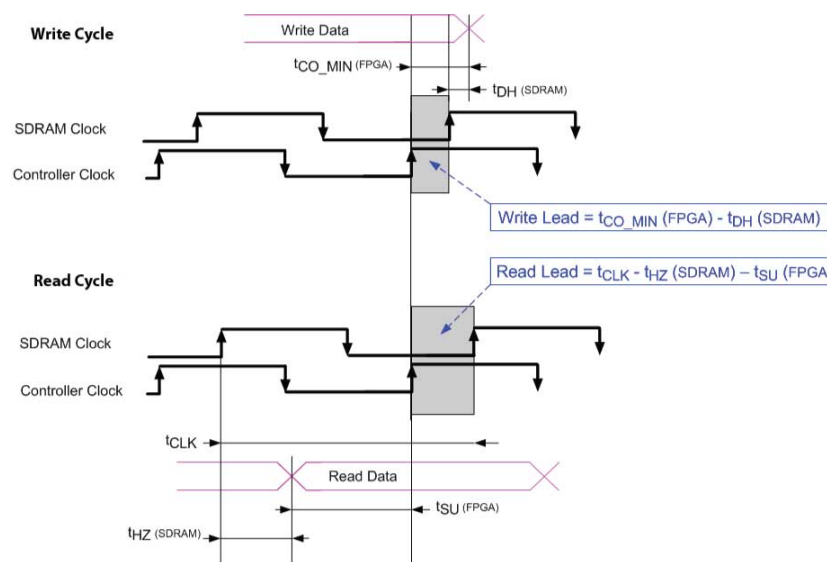 Write Cycle
Write Data
tCO_MIN (FPGA)
tDH (SDRAM)
SDRAM Clock
Controller Clock
Write Lead = tCO_MIN (FPGA) - tDH (SDRAM)
Read Lead = tCLK - tHZ (SDRAM) – tSU (FPGA
Read Cycle
SDRAM Clock
Controller Clock
tCLK
Read Data
tSU (FPGA)
tHZ (SDRAM)